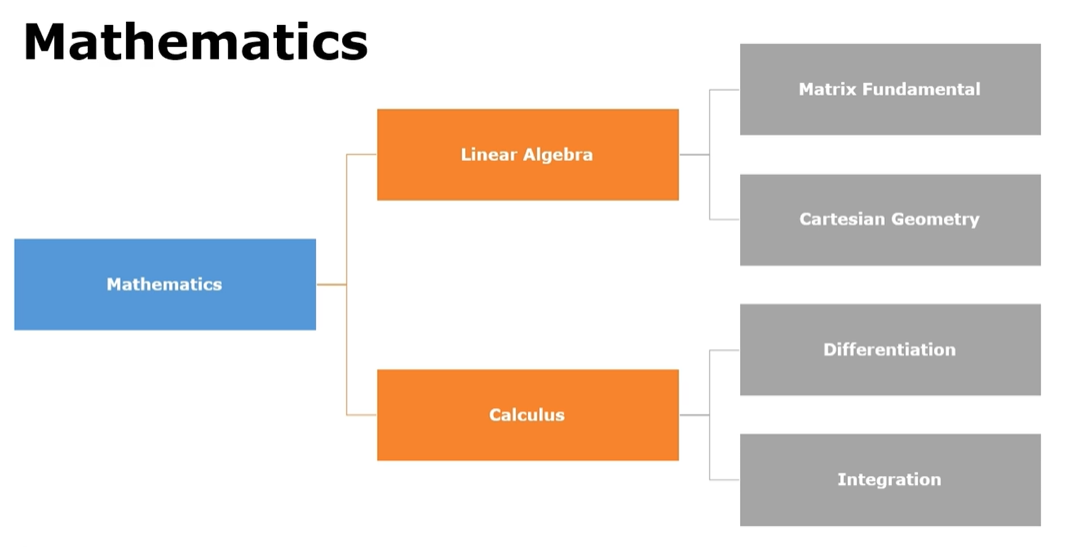 Mathematics
Mathematics
Linear Algebra
Matrix Fundamental
Cartesian Geometry
Calculus
Differentiation
Integration